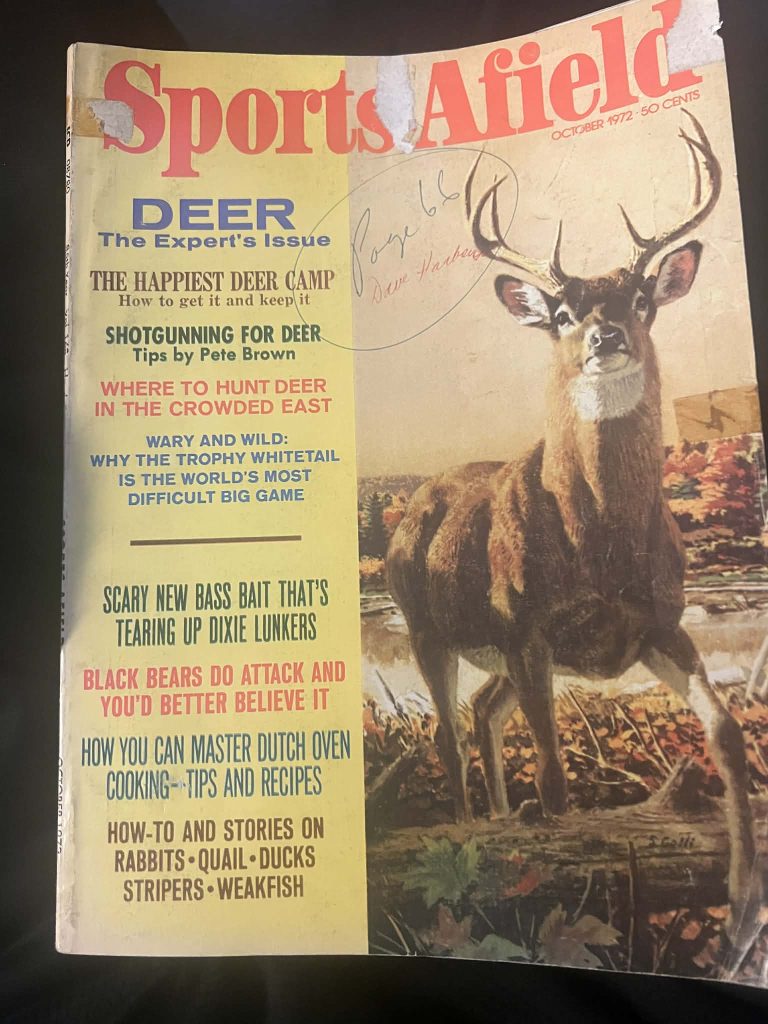 Sports Afield
OCTOBER 1972 · 50 CENTS
Page 66
Dave
DEER
The Expert's Issue
THE HAPPIEST DEER CAMP
How to get it and keep it
SHOTGUNNING FOR DEER
Tips by Pete Brown
WHERE TO HUNT DEER
IN THE CROWDED EAST
WARY AND WILD:
WHY THE TROPHY WHITETAIL
IS THE WORLD'S MOST
DIFFICULT BIG GAME
SCARY NEW BASS BAIT THAT'S
TEARING UP DIXIE LUNKERS
BLACK BEARS DO ATTACK AND
YOU'D BETTER BELIEVE IT
HOW YOU CAN MASTER DUTCH OVEN
COOKING—TIPS AND RECIPES
HOW-TO AND STORIES ON
RABBITS • QUAIL • DUCKS
STRIPERS • WEAKFISH
OCTOBER 1972